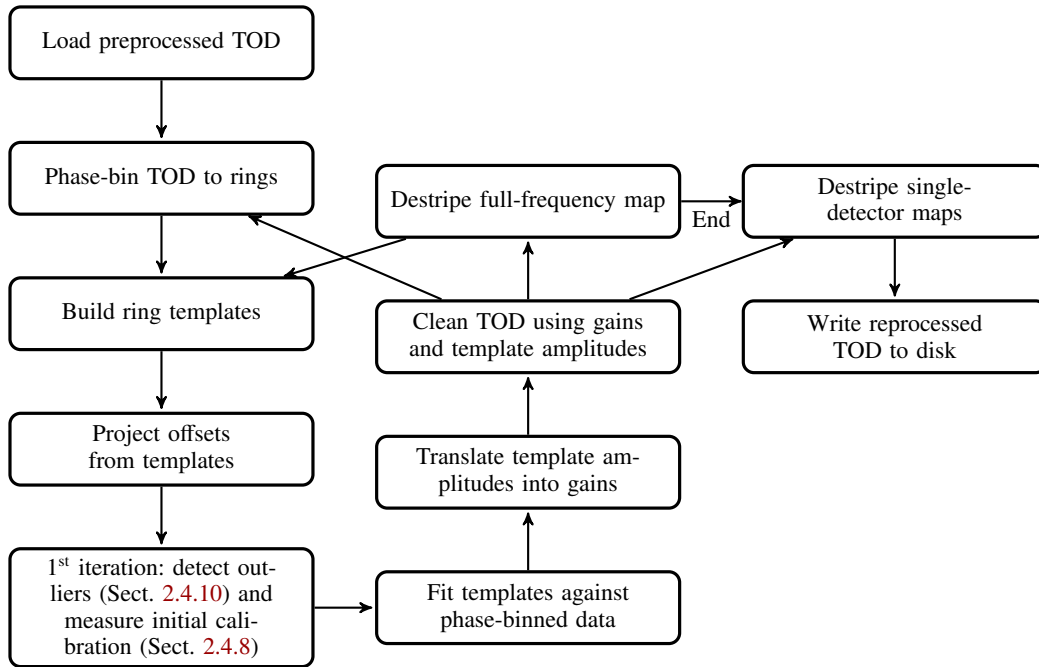 Load preprocessed TOD
Phase-bin TOD to rings
Build ring templates
Project offsets
from templates
1st iteration: detect out-
liers (Sect. 2.4.10) and
measure initial cali-
bration (Sect. 2.4.8)
Fit templates against
phase-binned data
Translate template am-
plitudes into gains
Clean TOD using gains
and template amplitudes
Destripe full-frequency map
End
Destripe single-
detector maps
Write reprocessed
TOD to disk